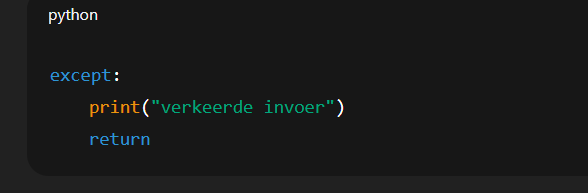 python
except:
    print("verkeerde invoer")
    return